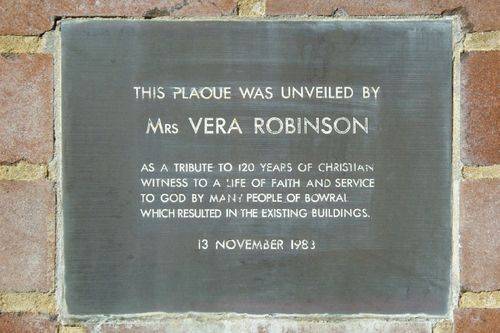 THIS PLAQUE WAS UNVEILED BY
MRS VERA ROBINSON
AS A TRIBUTE TO 120 YEARS OF CHRISTIAN
WITNESS TO A LIFE OF FAITH AND SERVICE
TO GOD BY MANY PEOPLE OF BOWRAL
WHICH RESULTED IN THE EXISTING BUILDINGS.
13 NOVEMBER 1983